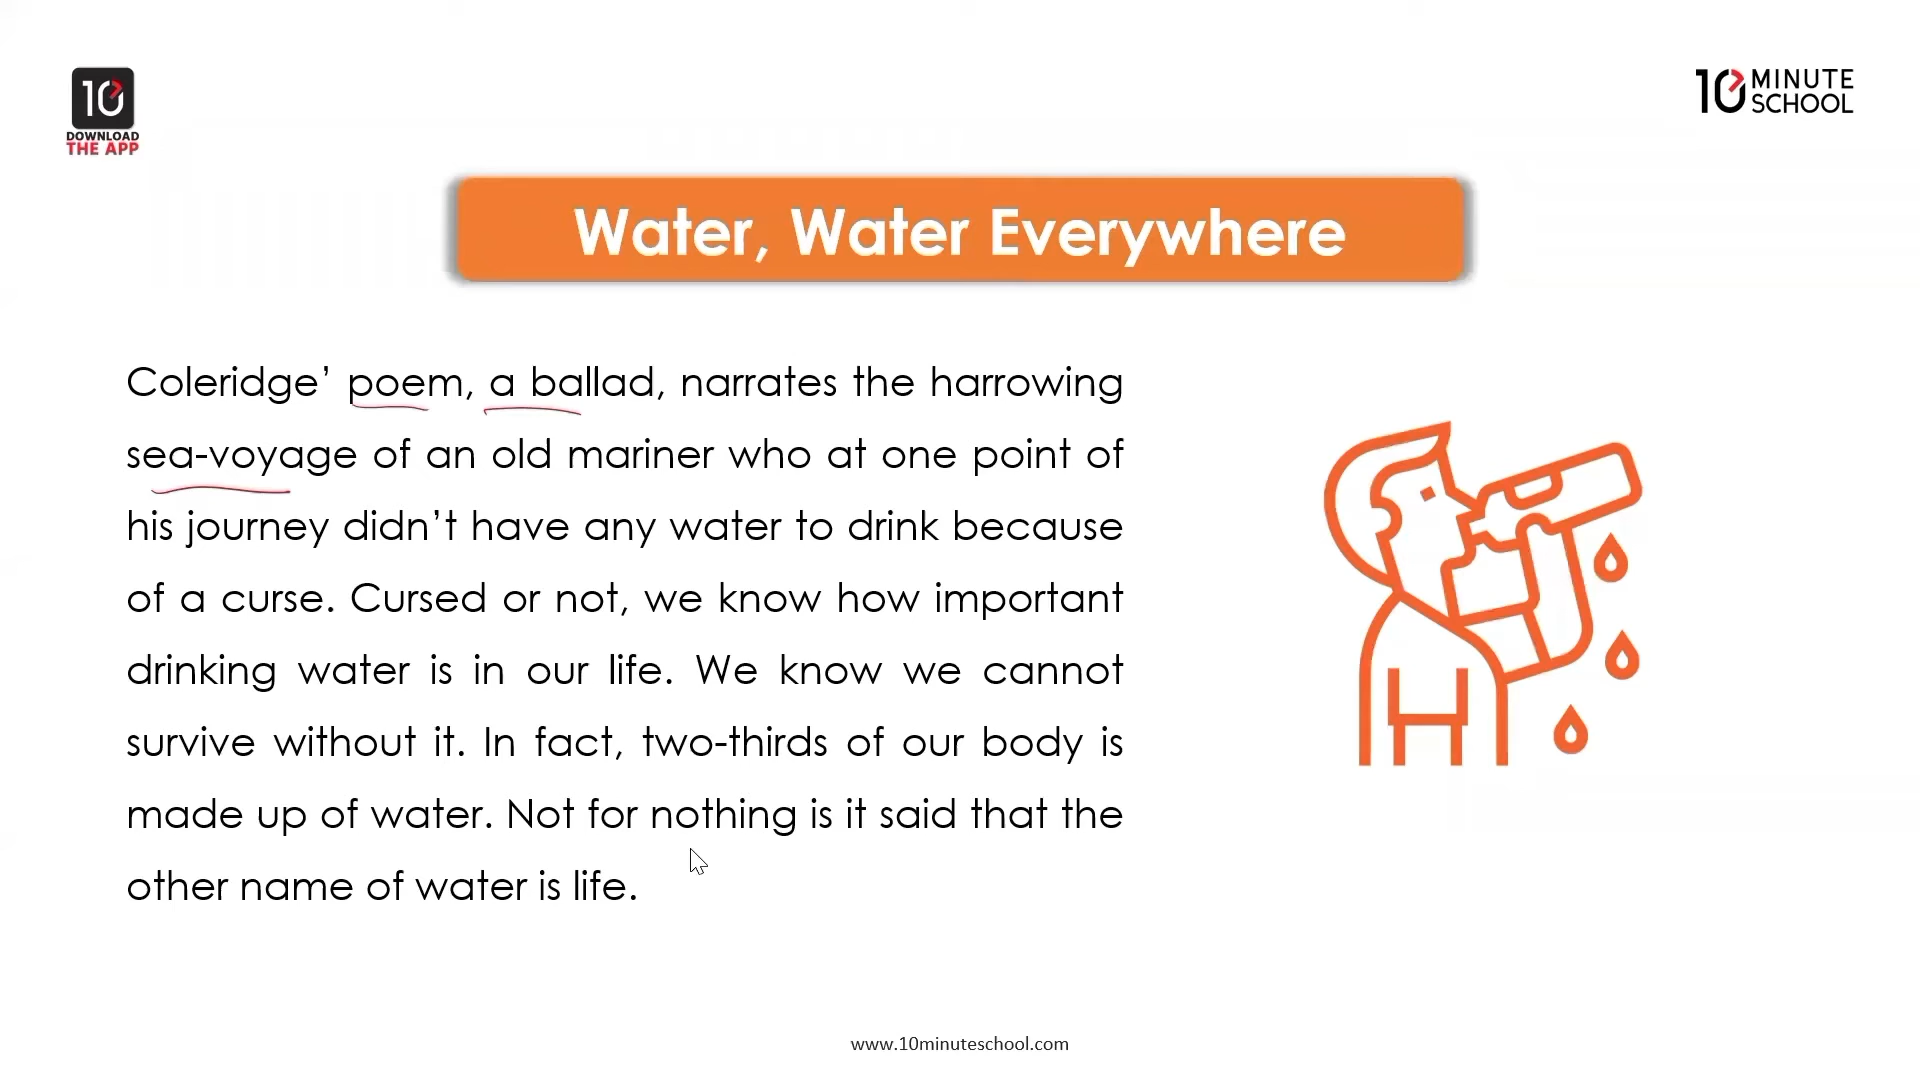 10
DOWNLOAD
THE APP
10 MINUTE
SCHOOL
Water, Water Everywhere
Coleridge’ poem, a ballad, narrates the harrowing
sea-voyage of an old mariner who at one point of
his journey didn’t have any water to drink because
of a curse. Cursed or not, we know how important
drinking water is in our life. We know we cannot
survive without it. In fact, two-thirds of our body is
made up of water. Not for nothing is it said that the
other name of water is life.
www.10minuteschool.com